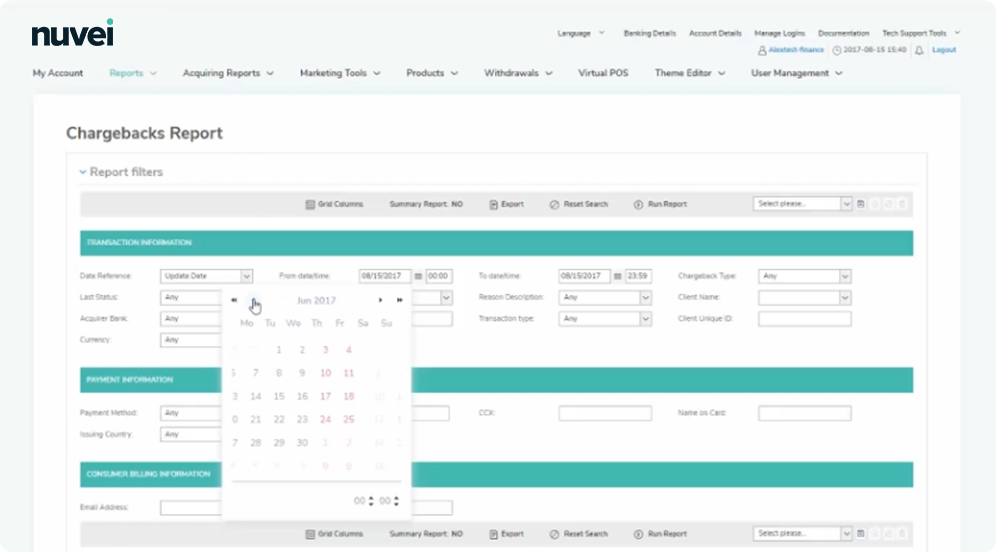 nuvei
Language Banking Details Account Details Manage Logins Documentation Tech Support Tools
Alextest-finance 2017-08-15 15:40 Logout
My Account Reports Acquiring Reports Marketing Tools Products Withdrawals Virtual POS Theme Editor User Management
Chargebacks Report
Report filters
Grid Columns Summary Report: NO Export Reset Search Run Report Select please...
TRANSACTION INFORMATION
Date Reference: Update Date From date/time: 08/15/2017 00:00 To date/time: 08/15/2017 23:59 Chargeback Type: Any
Last Status: Any Reason Description: Any Client Name:
Acquirer Bank: Any Transaction type: Any Client Unique ID:
Currency: Any
Jun 2017
Mo Tu We Th Fr Sa Su
1 2 3 4
6 7 8 9 10 11
3 14 15 16 17 18
0 21 22 23 24 25
7 28 29 30 1 2
00 00
PAYMENT INFORMATION
Payment Method: Any CCX: Name on Card:
Issuing Country: Any
CONSUMER BILLING INFORMATION
Email Address:
Grid Columns Summary Report: NO Export Reset Search Run Report Select please...